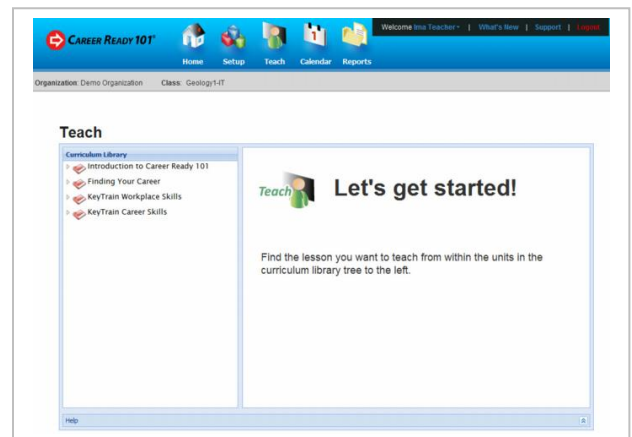 Welcome Ima Teacher | What's New | Support | Logout
CAREER READY 101®
Home Setup Teach Calendar Reports
Organization: Demo Organization Class: Geology1-IT
Teach
Curriculum Library
Introduction to Career Ready 101
Finding Your Career
KeyTrain Workplace Skills
KeyTrain Career Skills
Teach
Let's get started!
Find the lesson you want to teach from within the units in the
curriculum library tree to the left.
Help